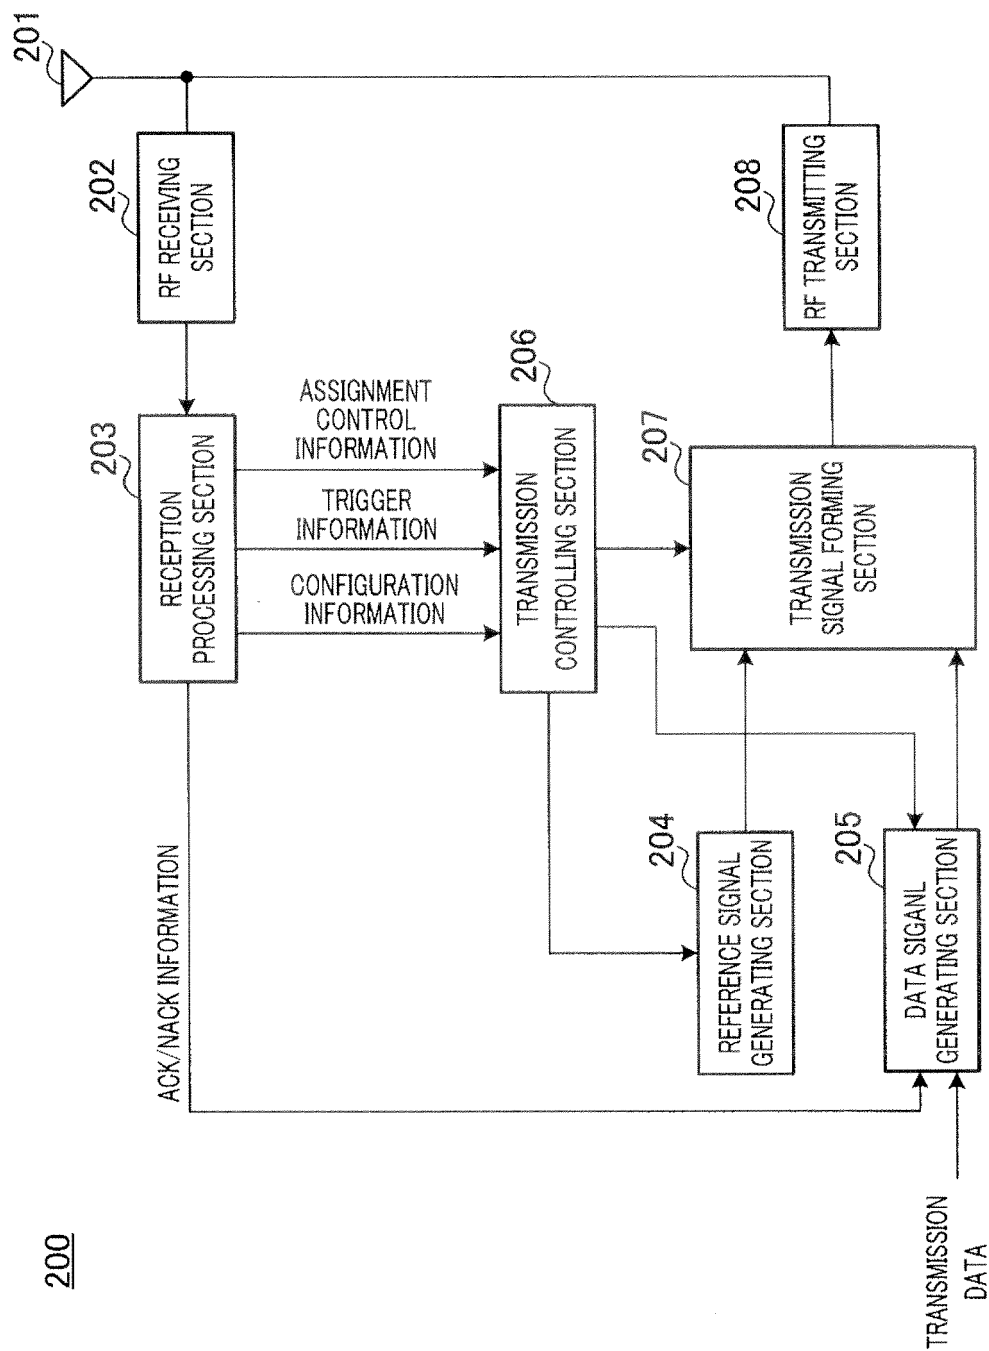 200
201
202
RF RECEIVING
SECTION
203
RECEPTION
PROCESSING SECTION
ACK/NACK INFORMATION
ASSIGNMENT
CONTROL
INFORMATION
TRIGGER
INFORMATION
CONFIGURATION
INFORMATION
206
TRANSMISSION
CONTROLLING SECTION
204
REFERENCE SIGNAL
GENERATING SECTION
207
TRANSMISSION
SIGNAL FORMING
SECTION
208
RF TRANSMITTING
SECTION
205
DATA SIGANL
GENERATING SECTION
TRANSMISSION
DATA